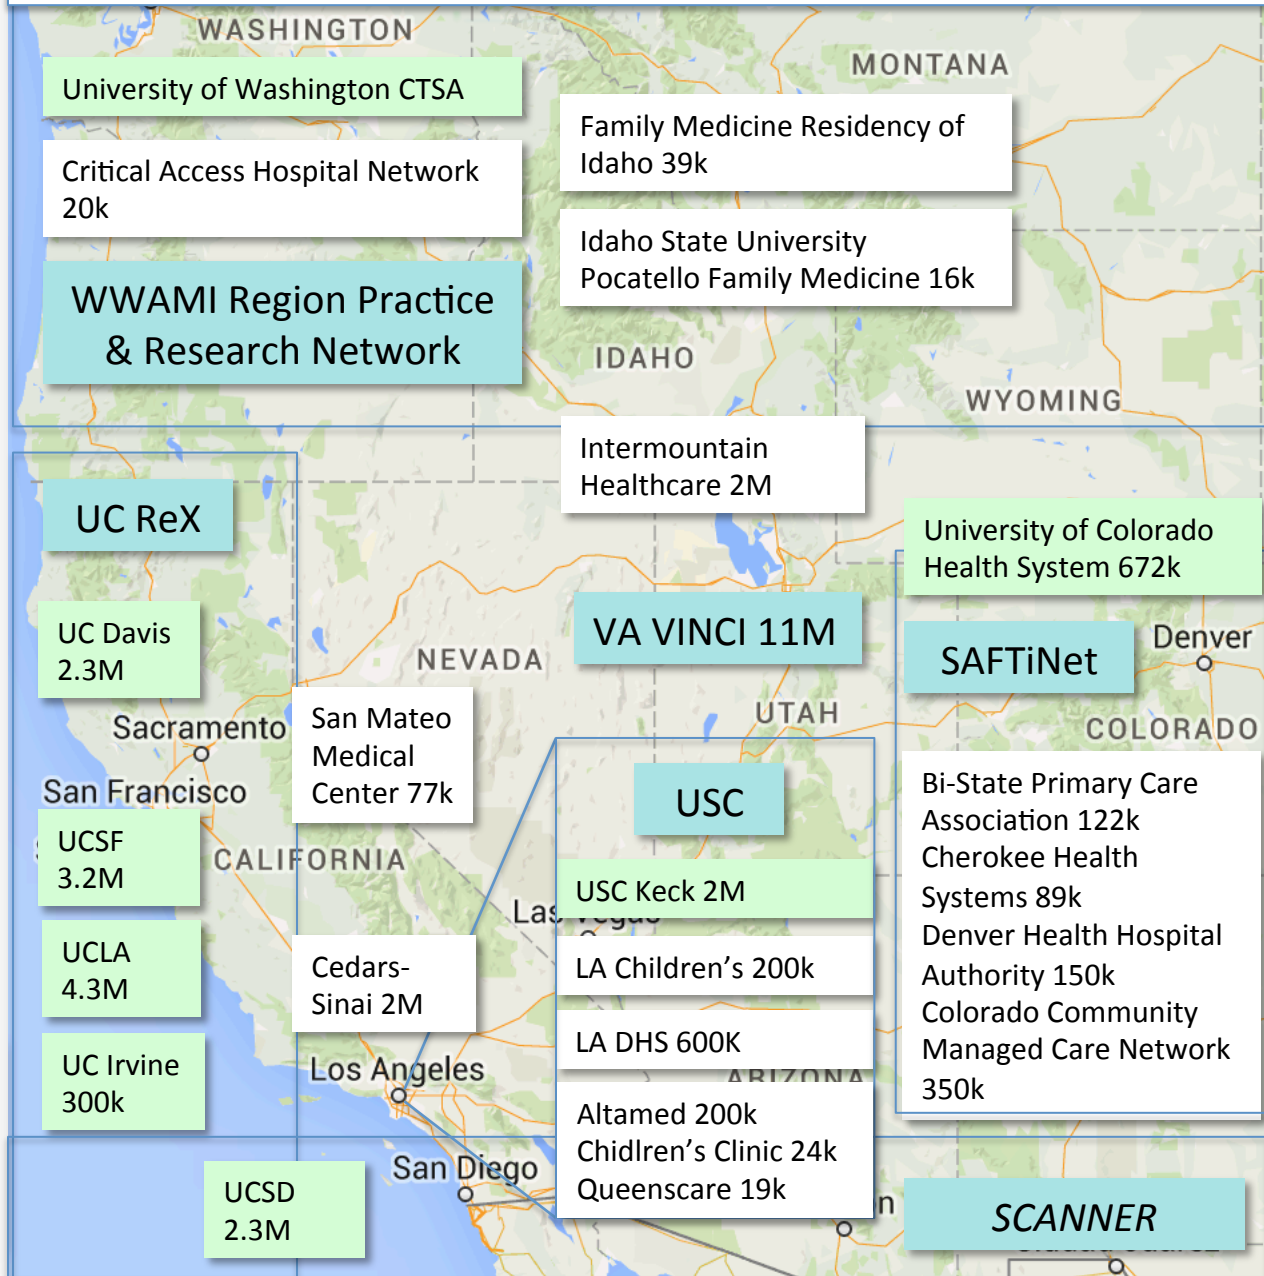 WASHINGTON
MONTANA
University of Washington CTSA
Critical Access Hospital Network
20k
WWAMI Region Practice
& Research Network
Family Medicine Residency of
Idaho 39k
Idaho State University
Pocatello Family Medicine 16k
IDAHO
WYOMING
Intermountain
Healthcare 2M
UC ReX
University of Colorado
Health System 672k
UC Davis
2.3M
VA VINCI 11M
NEVADA
SAFTiNet
Denver
UTAH
COLORADO
Sacramento
San Mateo
Medical
Center 77k
San Francisco
UCSF
3.2M
CALIFORNIA
USC
USC Keck 2M
LA Children's 200k
LA DHS 600K
Altamed 200k
Chidlren's Clinic 24k
Queenscare 19k
Bi-State Primary Care
Association 122k
Cherokee Health
Systems 89k
Denver Health Hospital
Authority 150k
Colorado Community
Managed Care Network
350k
Las Vegas
UCLA
4.3M
Cedars-
Sinai 2M
UC Irvine
300k
Los Angeles
ARIZONA
San Diego
UCSD
2.3M
SCANNER